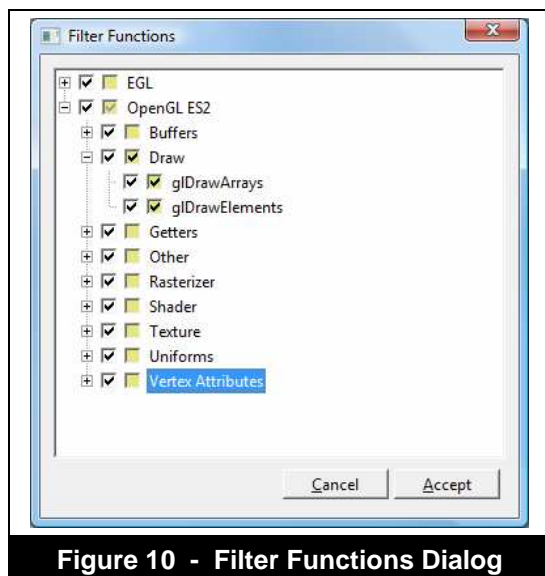 Filter Functions
EGL
OpenGL ES2
Buffers
Draw
glDrawArrays
glDrawElements
Getters
Other
Rasterizer
Shader
Texture
Uniforms
Vertex Attributes
Cancel Accept
Figure 10 - Filter Functions Dialog